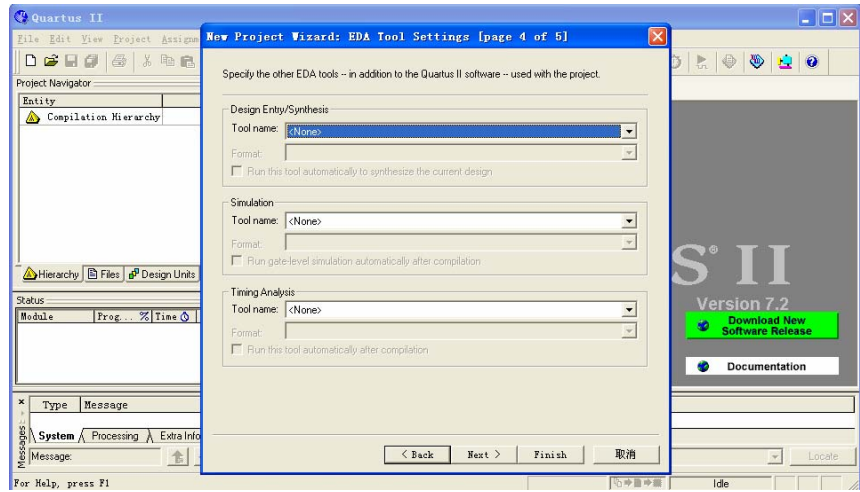 Quartus II
File Edit View Project Assignm
New Project Wizard: EDA Tool Settings [page 4 of 5]
Project Navigator
Entity
Compilation Hierarchy
Hierarchy Files Design Units
Status
Module Prog... % Time
Specify the other EDA tools -- in addition to the Quartus II software -- used with the project.
Design Entry/Synthesis
Tool name: <None>
Format:
Run this tool automatically to synthesize the current design
Simulation
Tool name: <None>
Format:
Run gate-level simulation automatically after compilation
Timing Analysis
Tool name: <None>
Format:
Run this tool automatically after compilation
< Back Next > Finish 取消
S® II
Version 7.2
Download New
Software Release
Documentation
Type Message
System Processing Extra Info
Messages
Message:
Locate
For Help, press F1
Idle